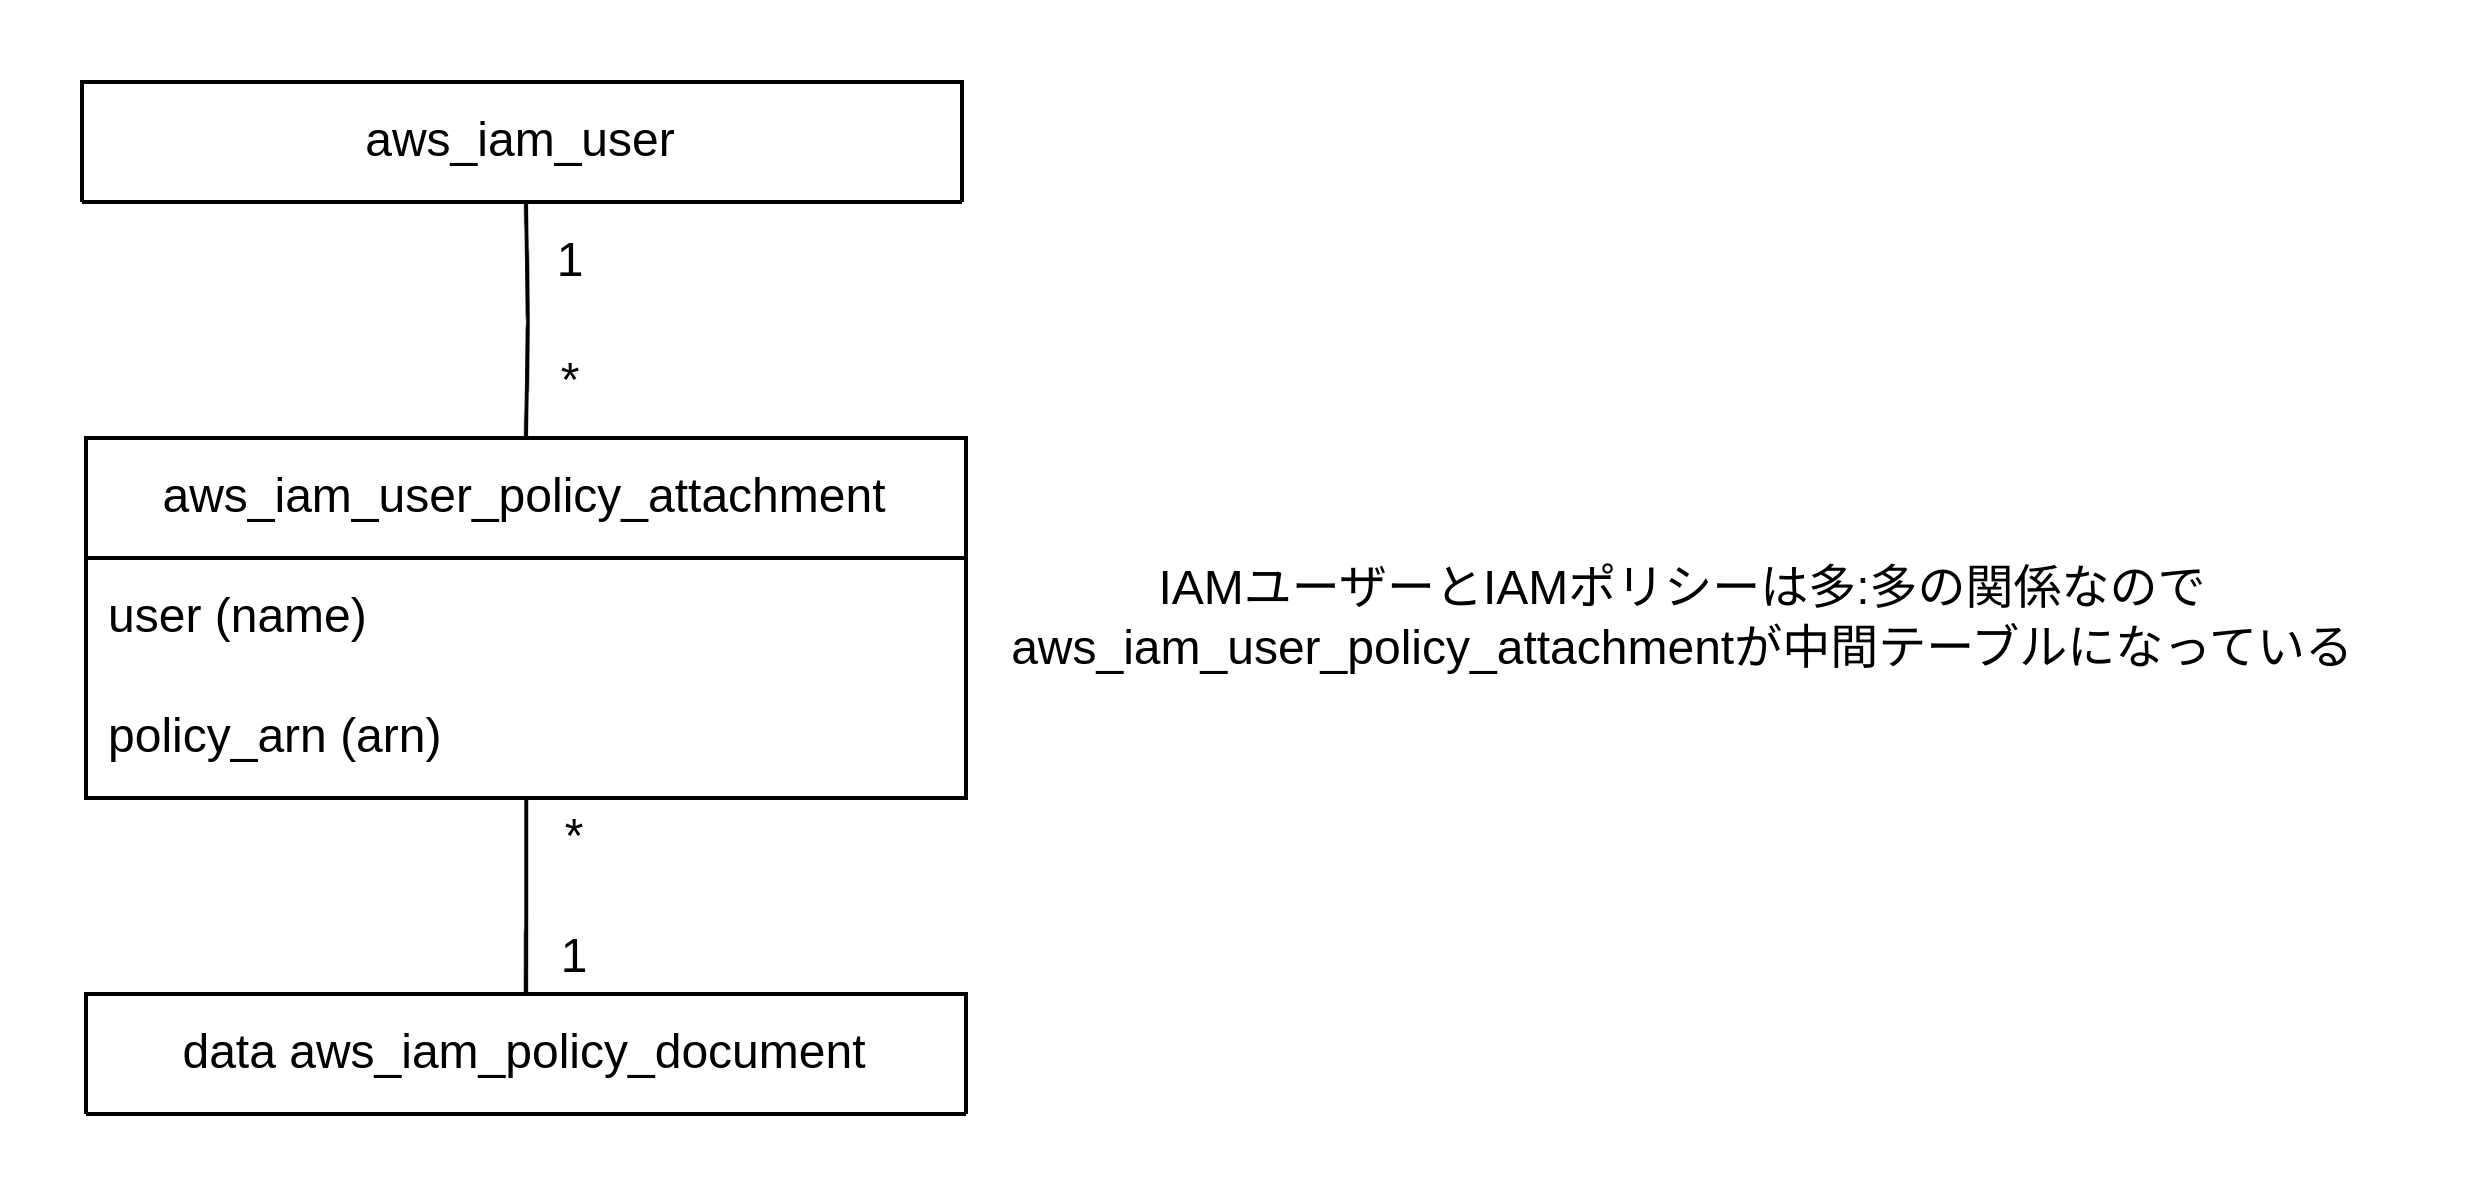 aws_iam_user
1
*
aws_iam_user_policy_attachment
user (name)
policy_arn (arn)
IAMユーザーとIAMポリシーは多:多の関係なので
aws_iam_user_policy_attachmentが中間テーブルになっている
*
1
data aws_iam_policy_document